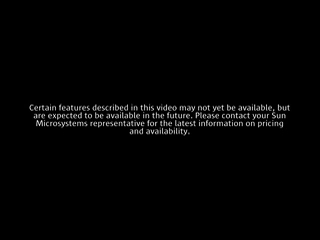 Certain features described in this video may not yet be available, but
are expected to be available in the future. Please contact your Sun
Microsystems representative for the latest information on pricing
and availability.